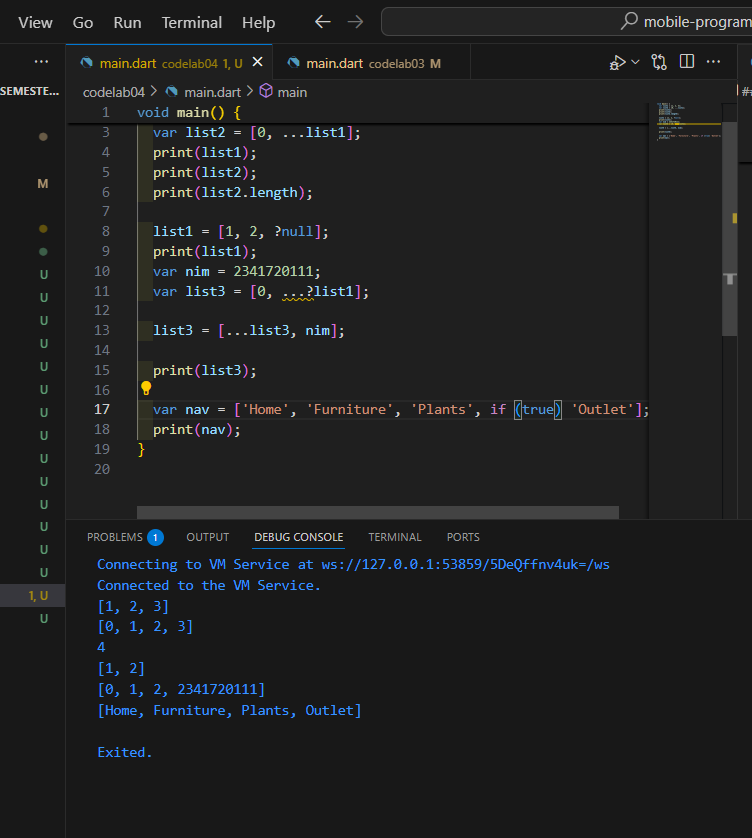 View Go Run Terminal Help ← → mobile-program
... main.dart codelab04 1, U × main.dart codelab03 M ...
SEMESTE... codelab04 > main.dart > main ##
1 void main() {
3 var list2 = [0, ...list1];
4 print(list1);
5 print(list2);
6 print(list2.length);
7
8 list1 = [1, 2, ?null];
9 print(list1);
10 var nim = 2341720111;
11 var list3 = [0, ...?list1];
12
13 list3 = [...list3, nim];
14
15 print(list3);
16
17 var nav = ['Home', 'Furniture', 'Plants', if (true) 'Outlet'];
18 print(nav);
19 }
20
M
U
U
U
U
U
U
U
U
U
U
U
U
U
U
1, U
U
PROBLEMS 1 OUTPUT DEBUG CONSOLE TERMINAL PORTS
Connecting to VM Service at ws://127.0.0.1:53859/5DeQffnv4uk=/ws
Connected to the VM Service.
[1, 2, 3]
[0, 1, 2, 3]
4
[1, 2]
[0, 1, 2, 2341720111]
[Home, Furniture, Plants, Outlet]
Exited.